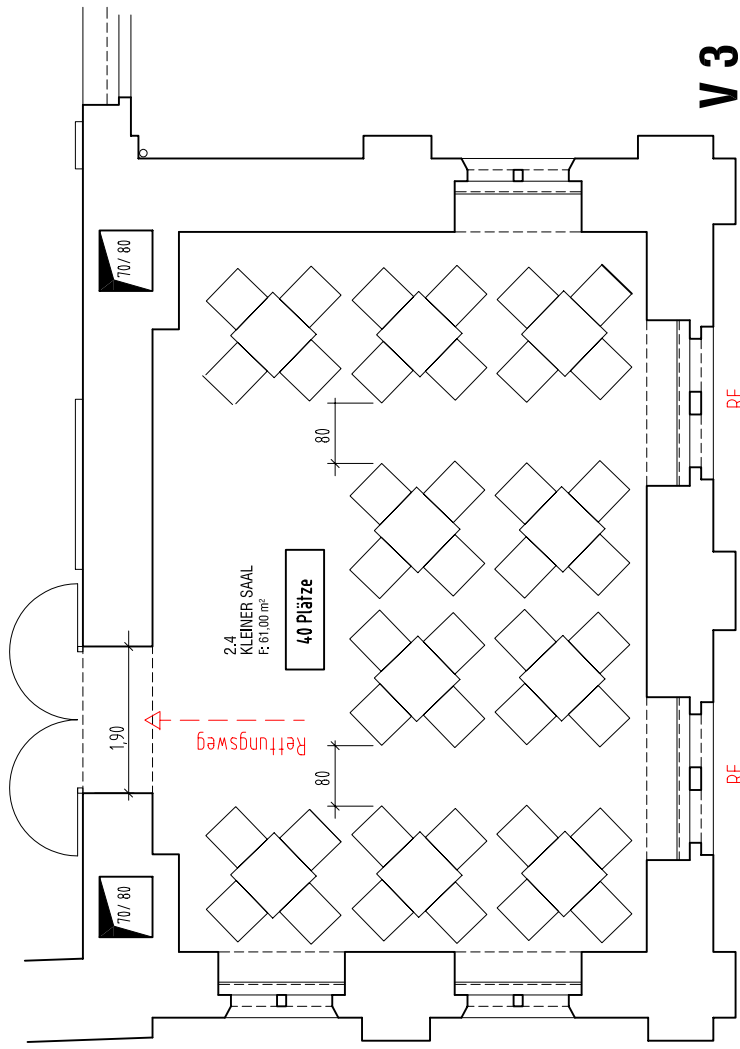 V 3
70/ 80
80
2.4
KLEINER SAAL
F: 61,00 m²
40 Plätze
1,90
Rettungsweg
80
70/ 80
RF
RF